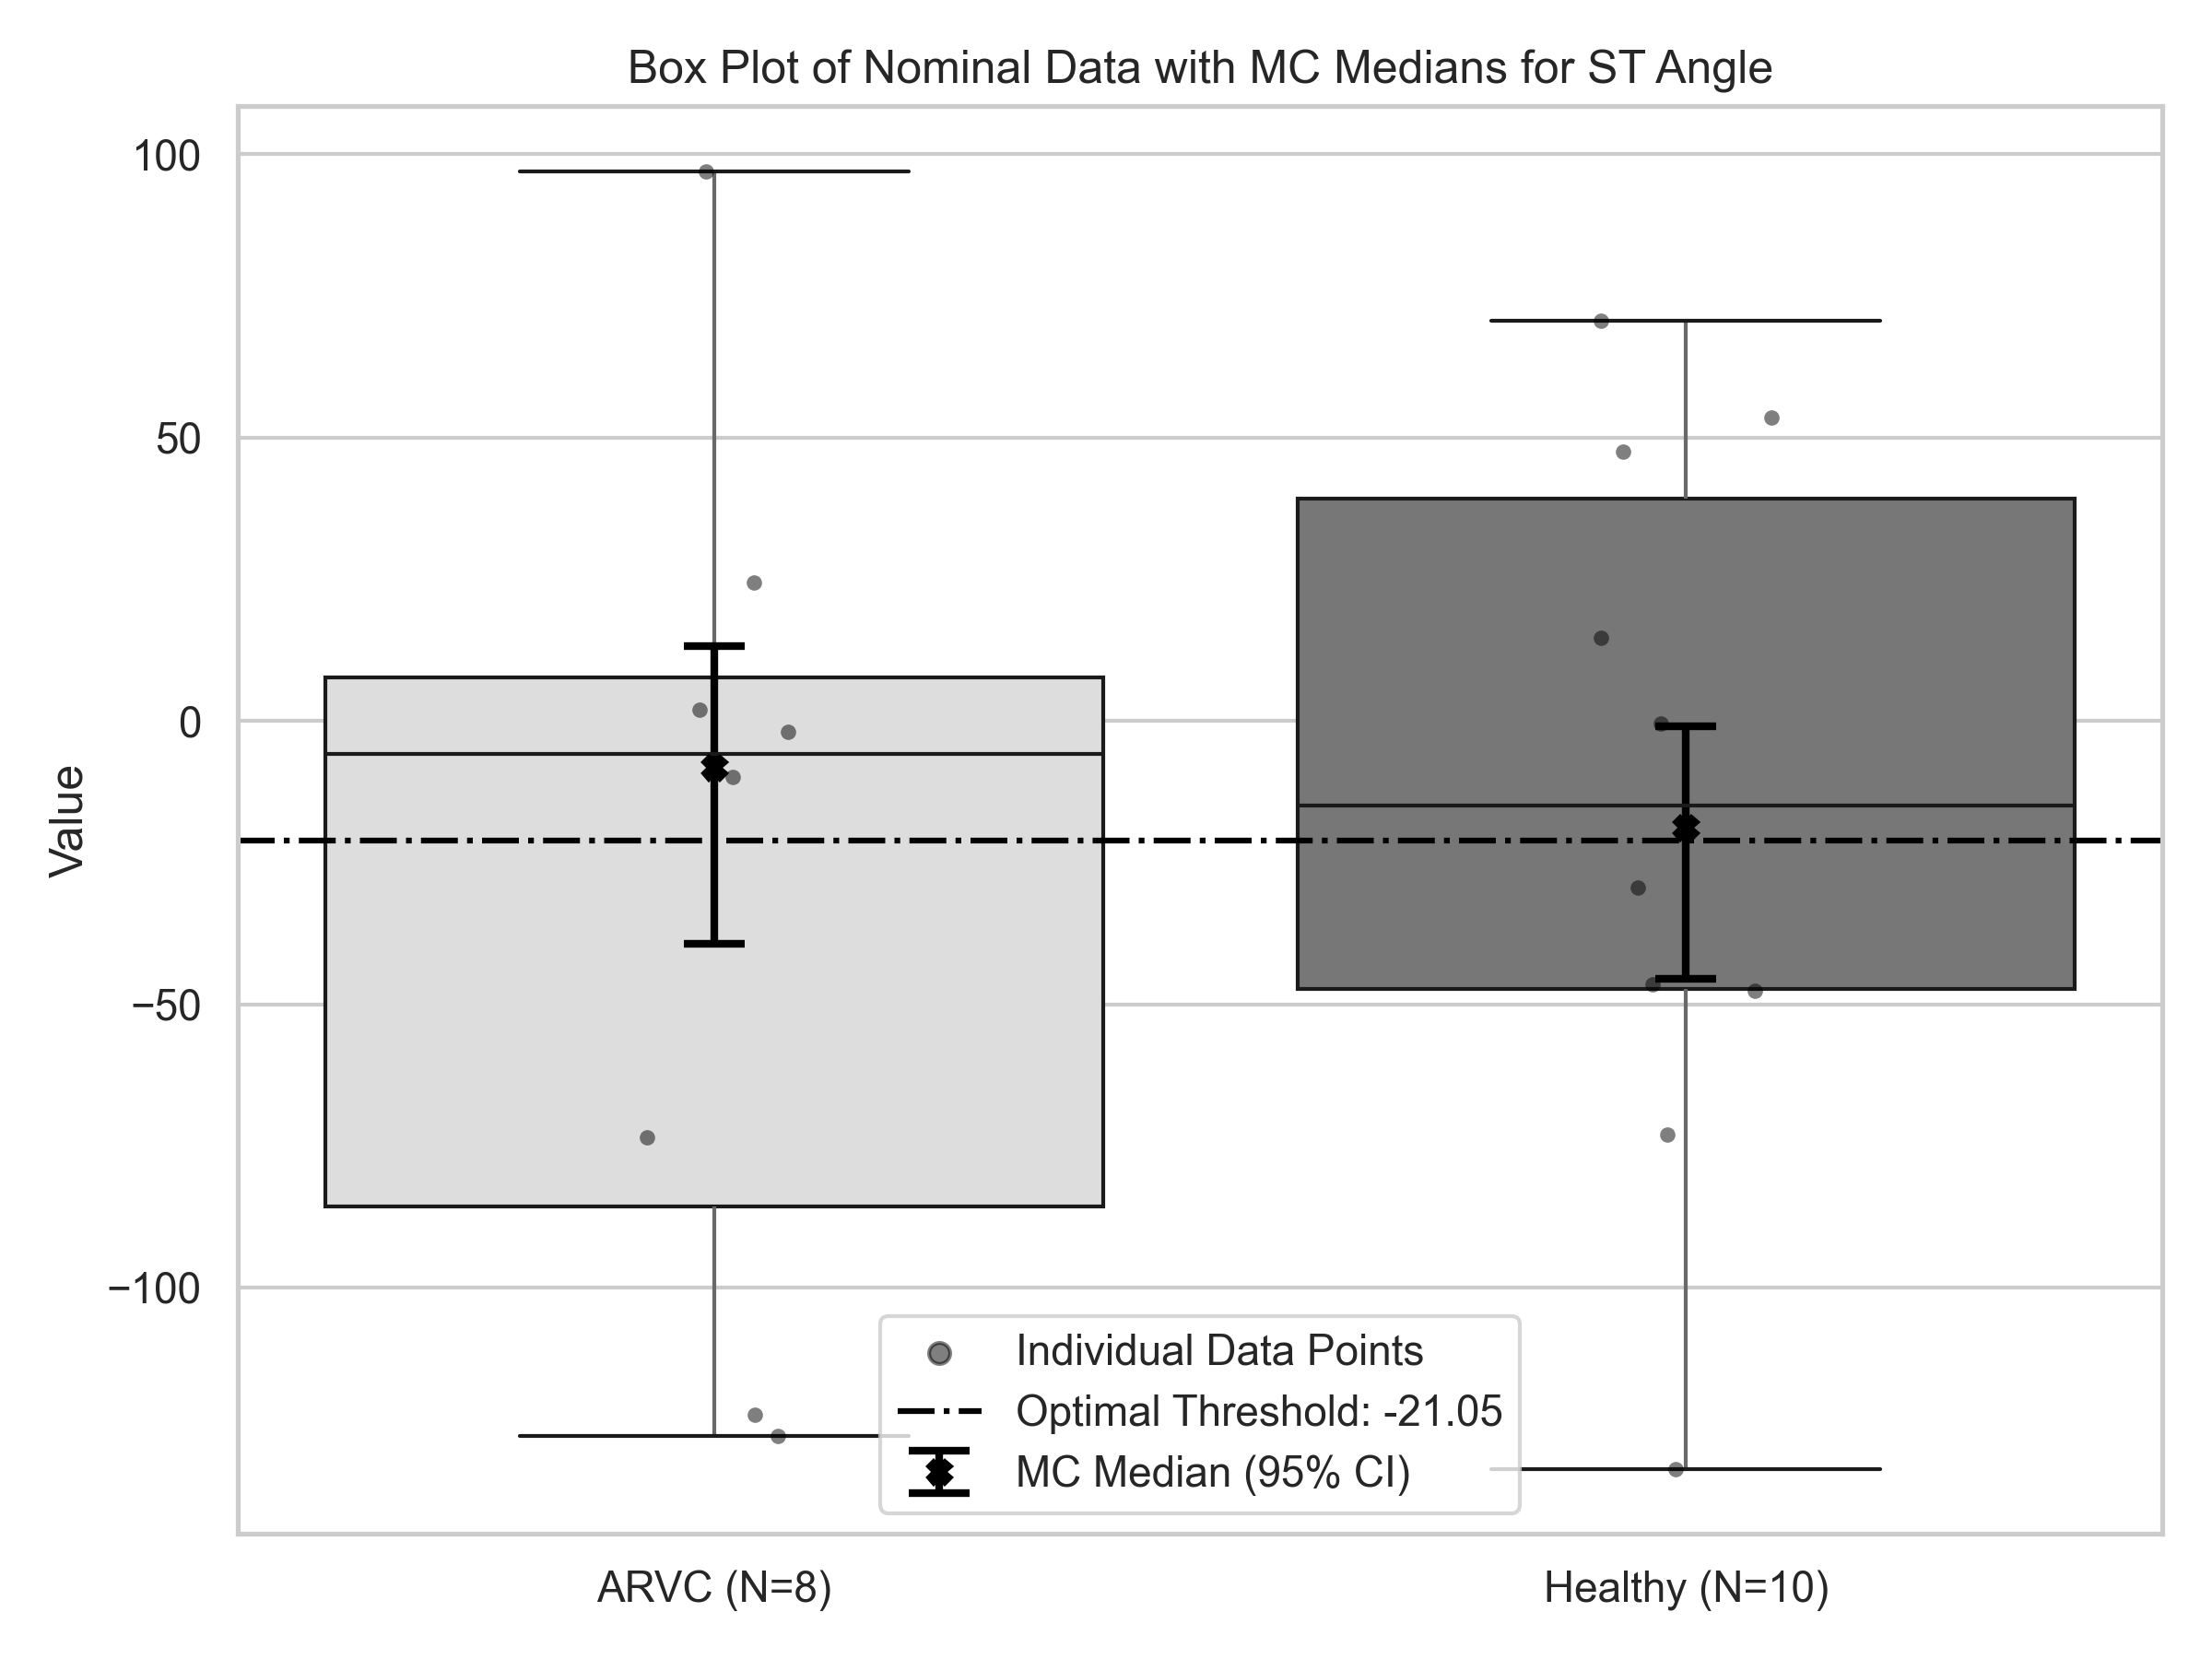 Box Plot of Nominal Data with MC Medians for ST Angle
100
50
0
−50
−100
Value
Individual Data Points
Optimal Threshold: -21.05
MC Median (95% CI)
ARVC (N=8)
Healthy (N=10)